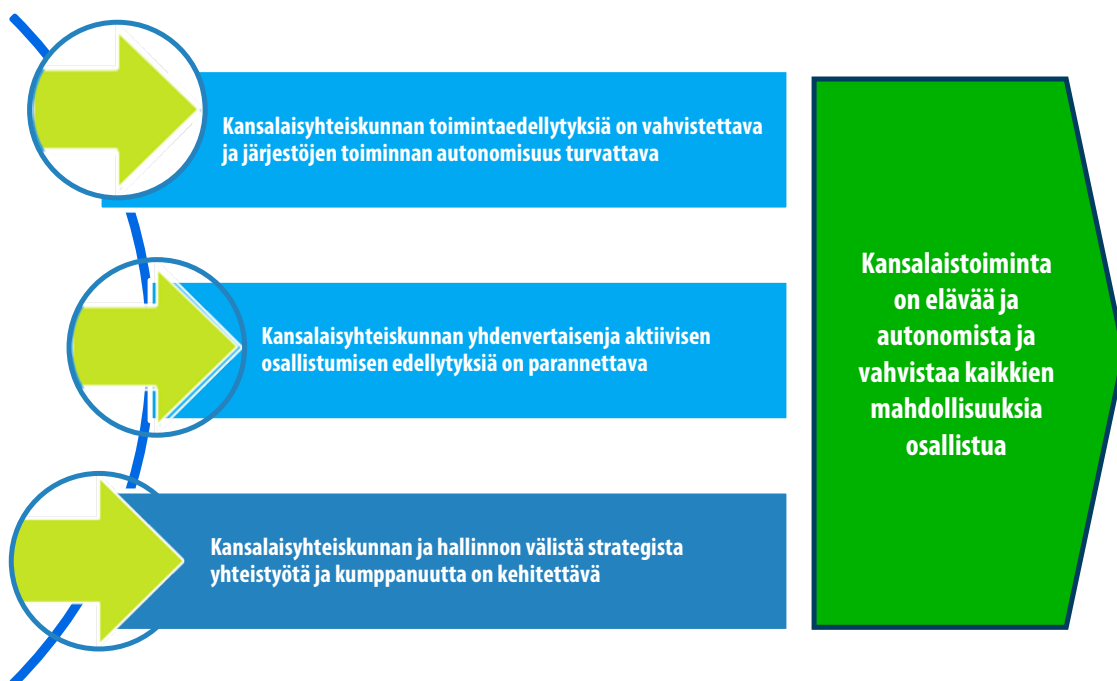 Kansalaisyhteiskunnan toimintaedellytyksiä on vahvistettava
ja järjestöjen toiminnan autonomisuus turvattava
Kansalaisyhteiskunnan yhdenvertaisenja aktiivisen
osallistumisen edellytyksiä on parannettava
Kansalaisyhteiskunnan ja hallinnon välistä strategista
yhteistyötä ja kumppanuutta on kehitettävä
Kansalaistoiminta
on elävää ja
autonomista ja
vahvistaa kaikkien
mahdollisuuksia
osallistua